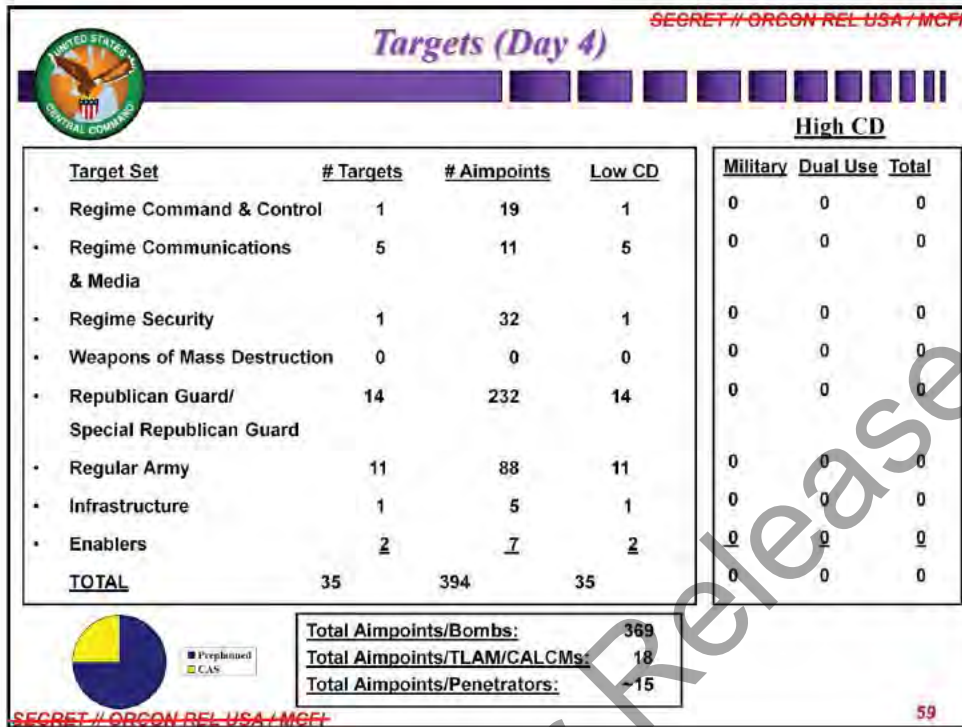 SECRET // ORCON REL USA / MCFI
Targets (Day 4)
UNITED STATES
CENTRAL COMMAND
High CD
Target Set # Targets # Aimpoints Low CD Military Dual Use Total
• Regime Command & Control 1 19 1 0 0 0
• Regime Communications 5 11 5 0 0 0
& Media
• Regime Security 1 32 1 0 0 0
• Weapons of Mass Destruction 0 0 0 0 0 0
• Republican Guard/ 14 232 14 0 0 0
Special Republican Guard
• Regular Army 11 88 11 0 0 0
• Infrastructure 1 5 1 0 0 0
• Enablers 2 7 2 0 0 0
TOTAL 35 394 35 0 0 0
Preplanned
CAS
Total Aimpoints/Bombs: 369
Total Aimpoints/TLAM/CALCMs: 18
Total Aimpoints/Penetrators: ~15
SECRET // ORCON REL USA / MCFI
59
Release